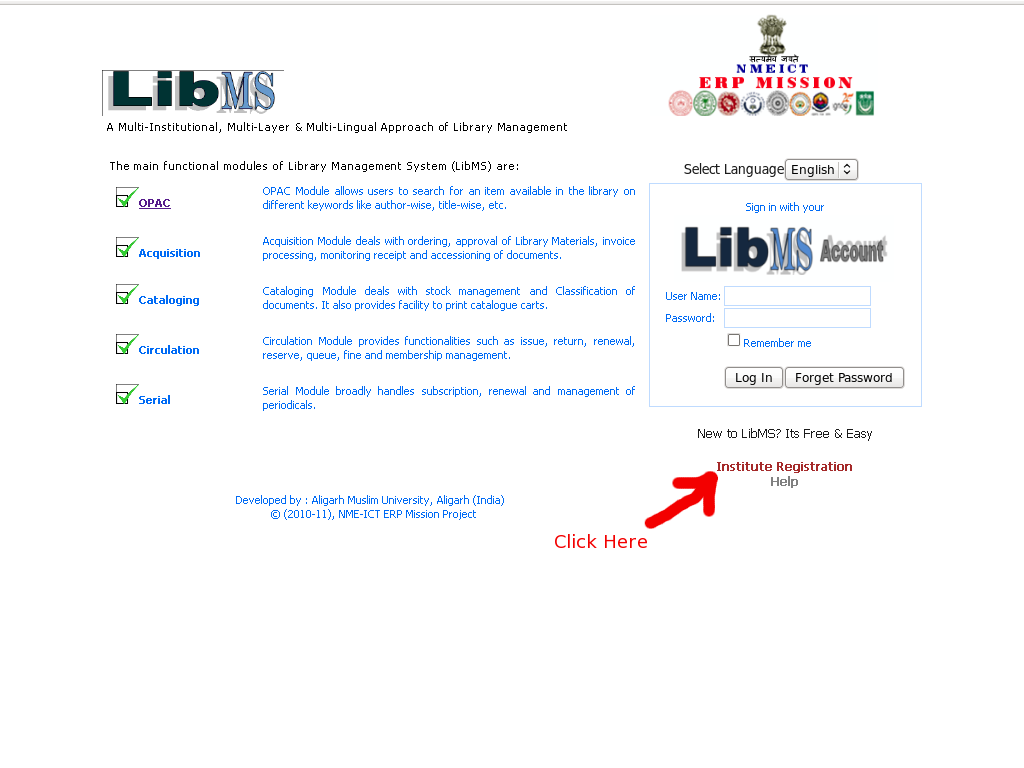 सत्यमेव जयते
NMEICT
ERP MISSION
LibMS
A Multi-Institutional, Multi-Layer & Multi-Lingual Approach of Library Management
The main functional modules of Library Management System (LibMS) are:
OPAC
OPAC Module allows users to search for an item available in the library on
different keywords like author-wise, title-wise, etc.
Acquisition
Acquisition Module deals with ordering, approval of Library Materials, invoice
processing, monitoring receipt and accessioning of documents.
Cataloging
Cataloging Module deals with stock management and Classification of
documents. It also provides facility to print catalogue carts.
Circulation
Circulation Module provides functionalities such as issue, return, renewal,
reserve, queue, fine and membership management.
Serial
Serial Module broadly handles subscription, renewal and management of
periodicals.
Developed by : Aligarh Muslim University, Aligarh (India)
© (2010-11), NME-ICT ERP Mission Project
Select Language English
Sign in with your
LibMS Account
User Name:
Password:
Remember me
Log In Forget Password
New to LibMS? Its Free & Easy
Institute Registration
Help
Click Here